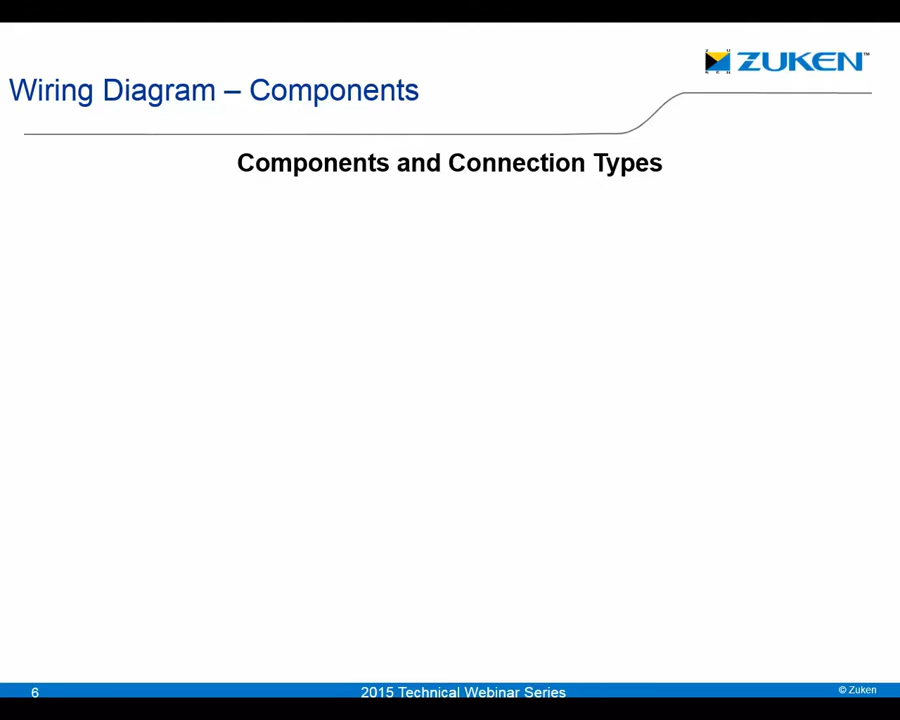 ZUKEN™
Wiring Diagram – Components
Components and Connection Types
6
2015 Technical Webinar Series
© Zuken